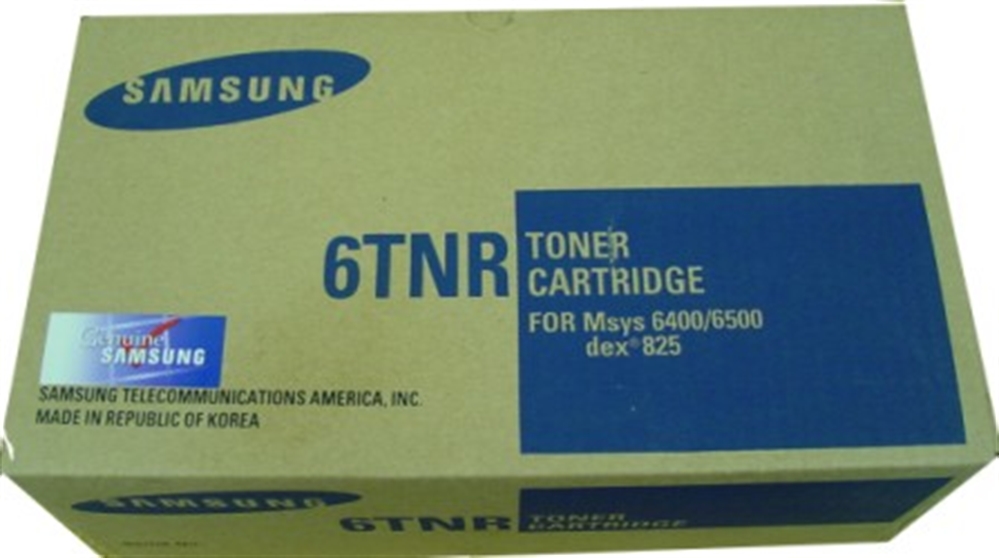 SAMSUNG
6TNR
TONER
CARTRIDGE
FOR Msys 6400/6500
dex® 825
Genuine
SAMSUNG
SAMSUNG TELECOMMUNICATIONS AMERICA, INC.
MADE IN REPUBLIC OF KOREA
SAMSUNG
6TNR
TONER
CARTRIDGE